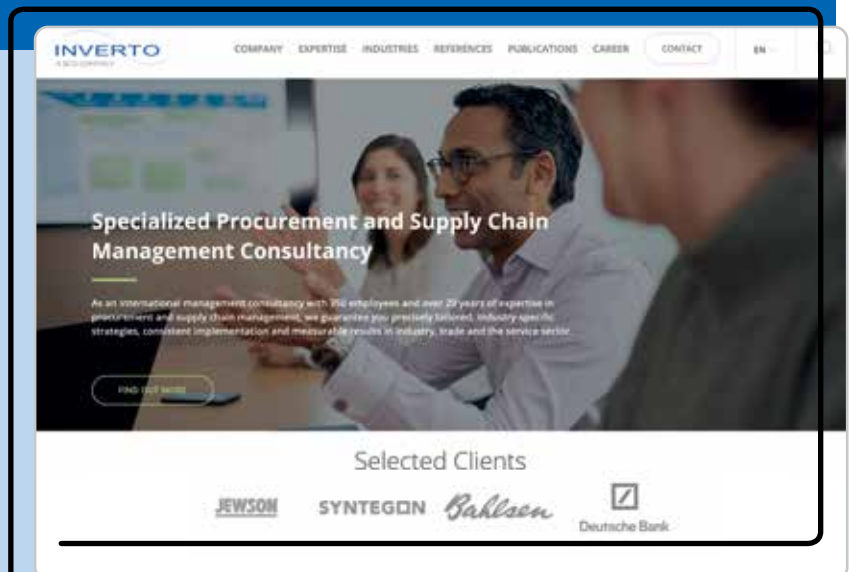 INVERTO
COMPANY EXPERTISE INDUSTRIES REFERENCES PUBLICATIONS CAREER CONTACT EN
Specialized Procurement and Supply Chain
Management Consultancy
As an international management consultancy with 350 employees and over 20 years of expertise in
procurement and supply chain management, we guarantee you precisely tailored, industry-specific
strategies, consistent implementation and measurable results in industry, trade and the service sector.
FIND OUT MORE
Selected Clients
JEWSON SYNTEGON Bahlsen Deutsche Bank